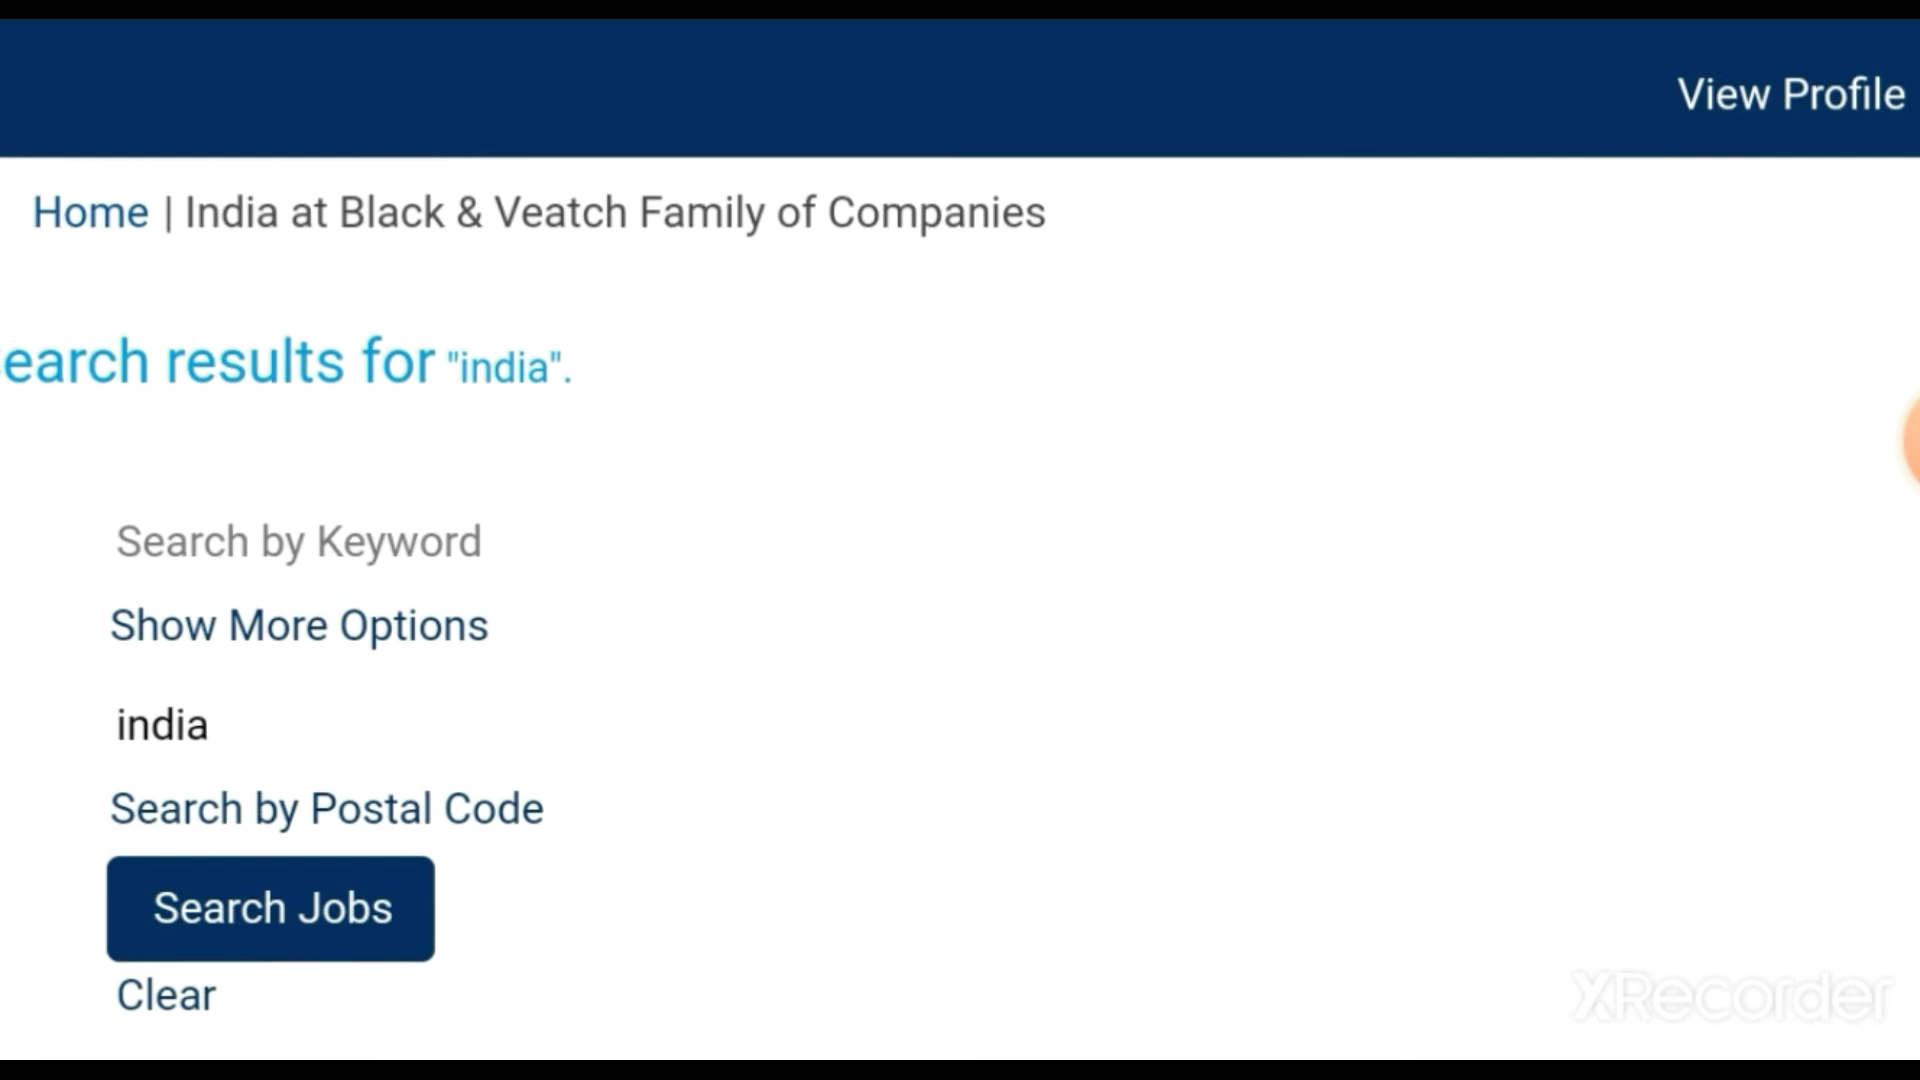 View Profile
Home | India at Black & Veatch Family of Companies
earch results for "india".
Search by Keyword
Show More Options
india
Search by Postal Code
Search Jobs
Clear
XRecorder